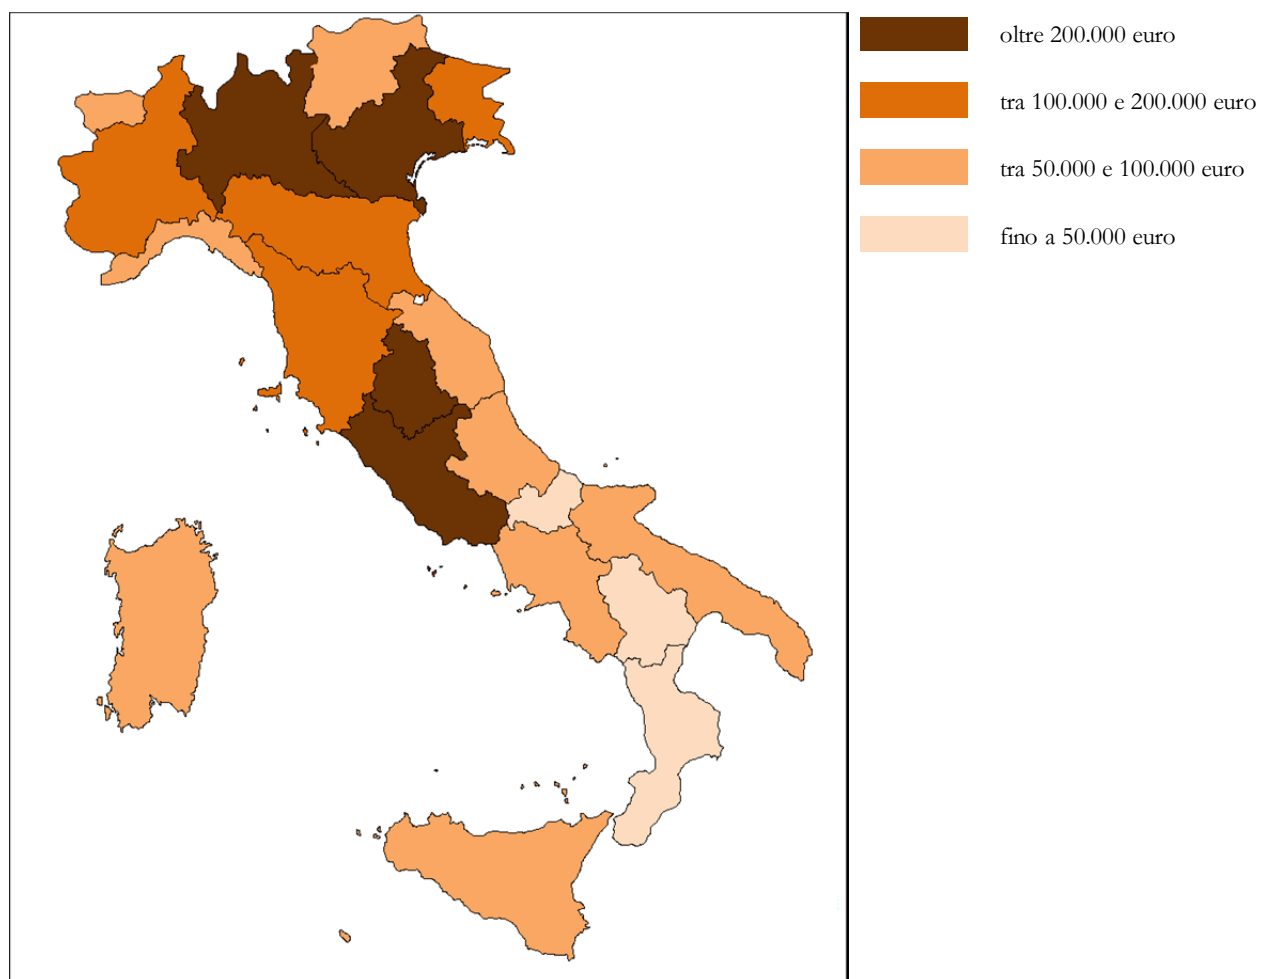 oltre 200.000 euro
tra 100.000 e 200.000 euro
tra 50.000 e 100.000 euro
fino a 50.000 euro